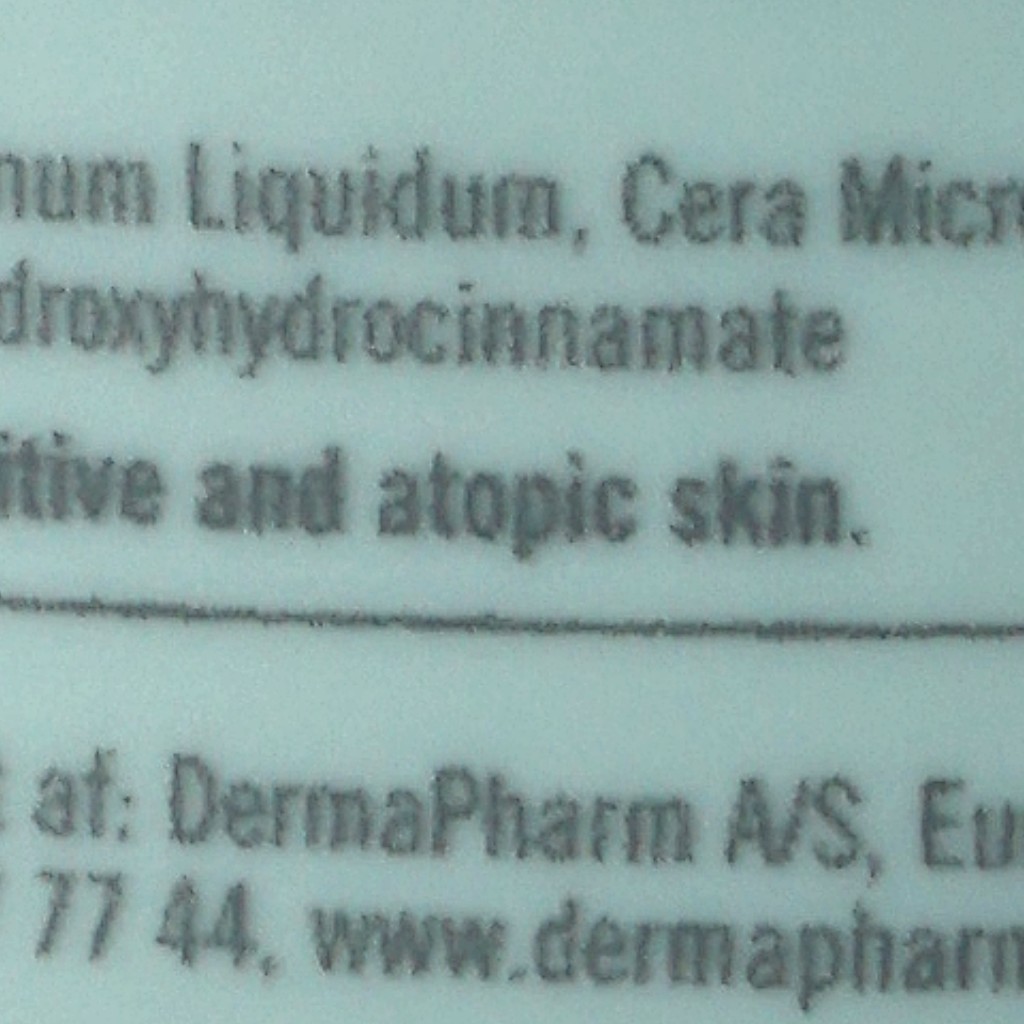 num Liquidum, Cera Micr
droxyhydrocinnamate
itive and atopic skin.
af: DermaPharm A/S, Eu
77 44, www.dermapharm